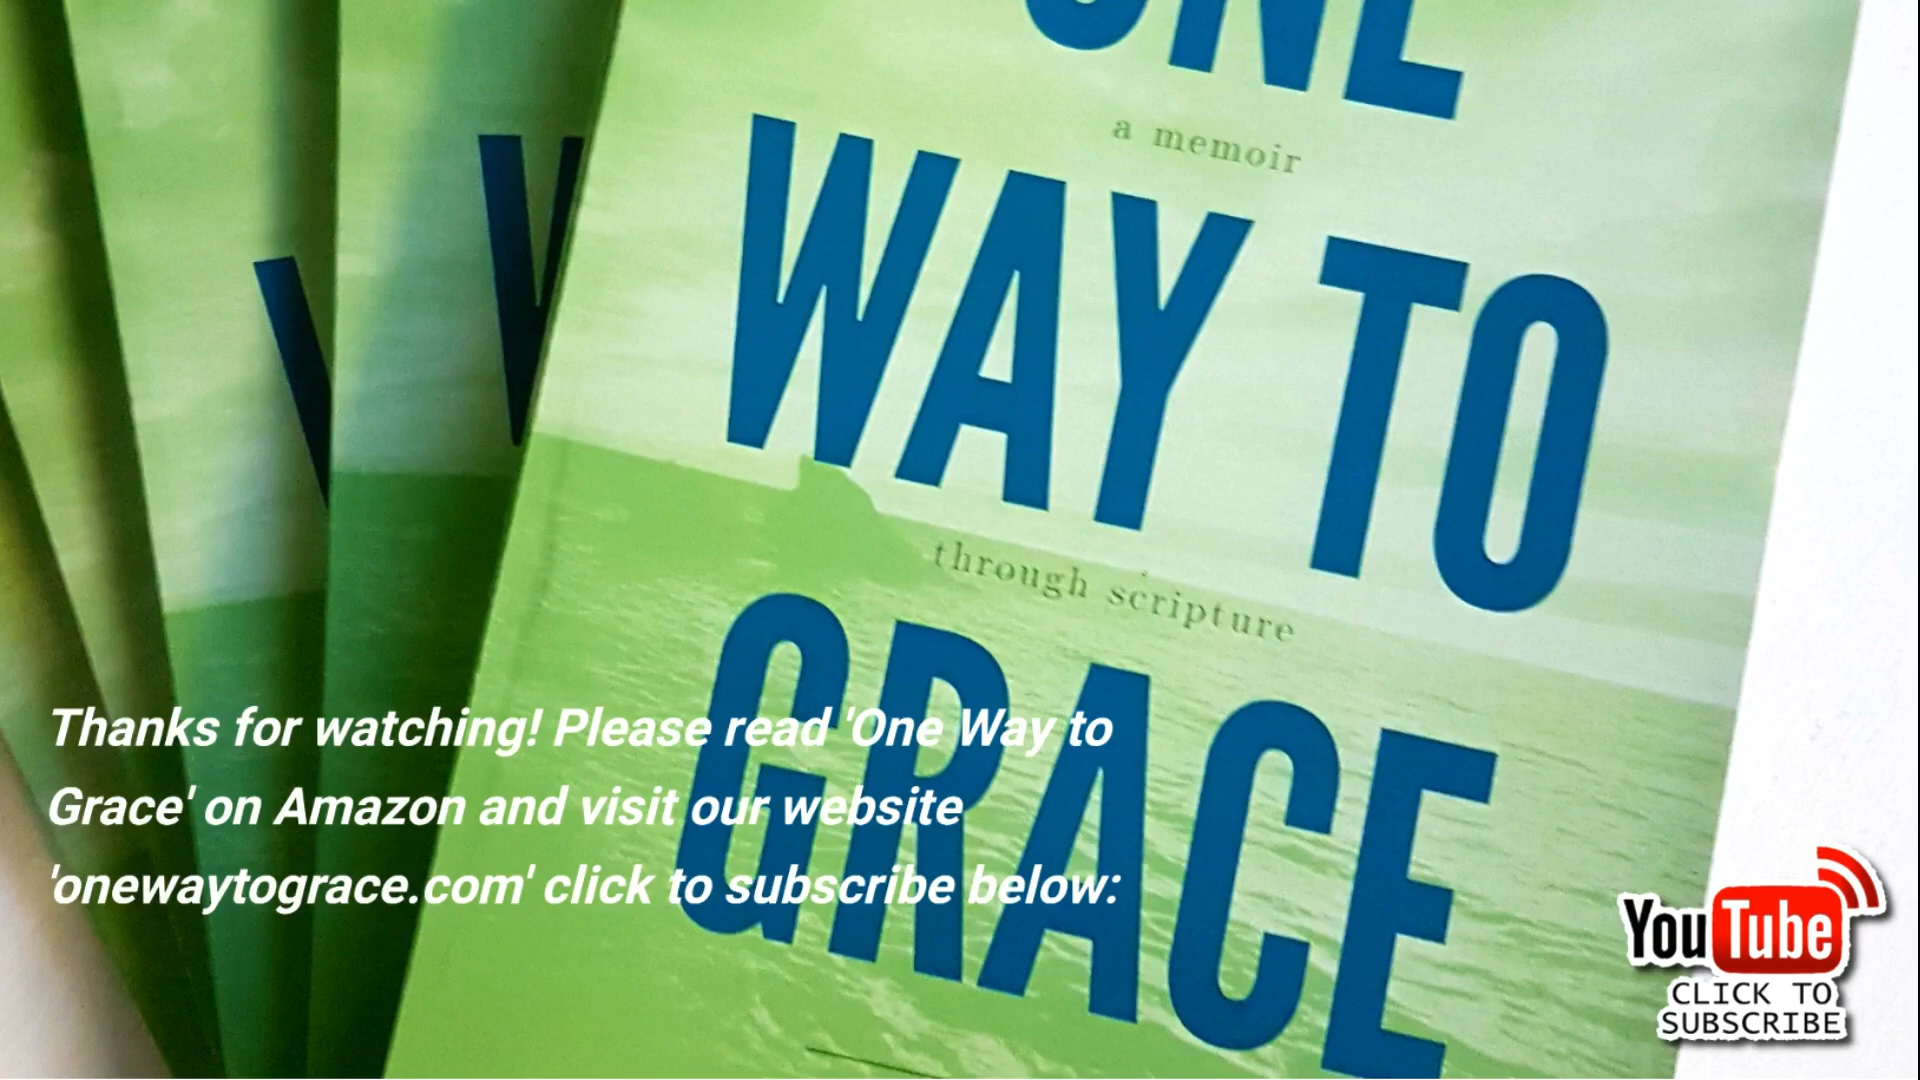 ONE
a memoir
WAY TO
through scripture
GRACE
W
W
Thanks for watching! Please read 'One Way to
Grace' on Amazon and visit our website
'onewaytograce.com' click to subscribe below:
YouTube
CLICK TO
SUBSCRIBE